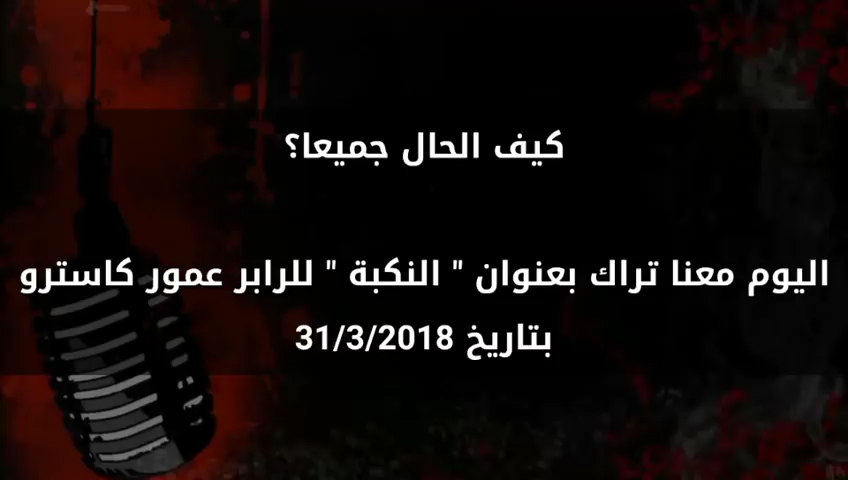 كيف الحال جميعا؟
اليوم معنا تراك بعنوان " النكبة " للرابر عمور كاسترو
بتاريخ 31/3/2018